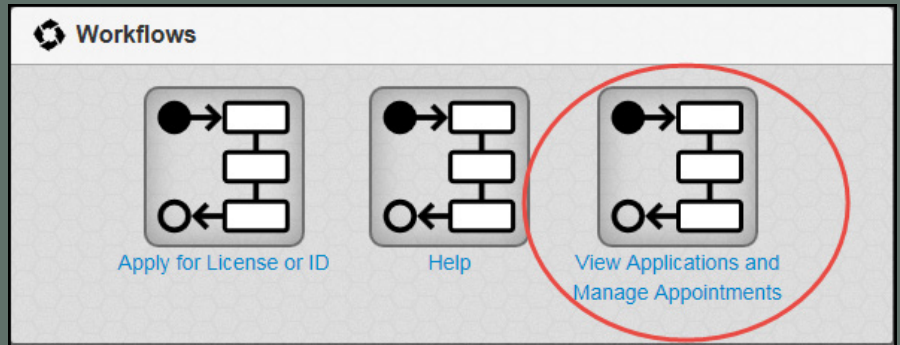 Workflows
Apply for License or ID
Help
View Applications and
Manage Appointments